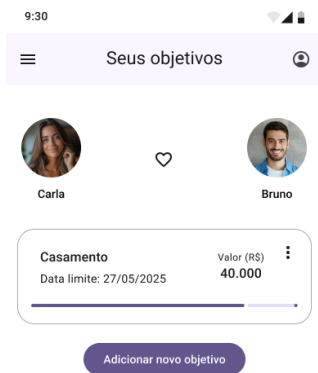 9:30
Seus objetivos
Carla
Bruno
Casamento
Valor (R$)
Data limite: 27/05/2025
40.000
Adicionar novo objetivo